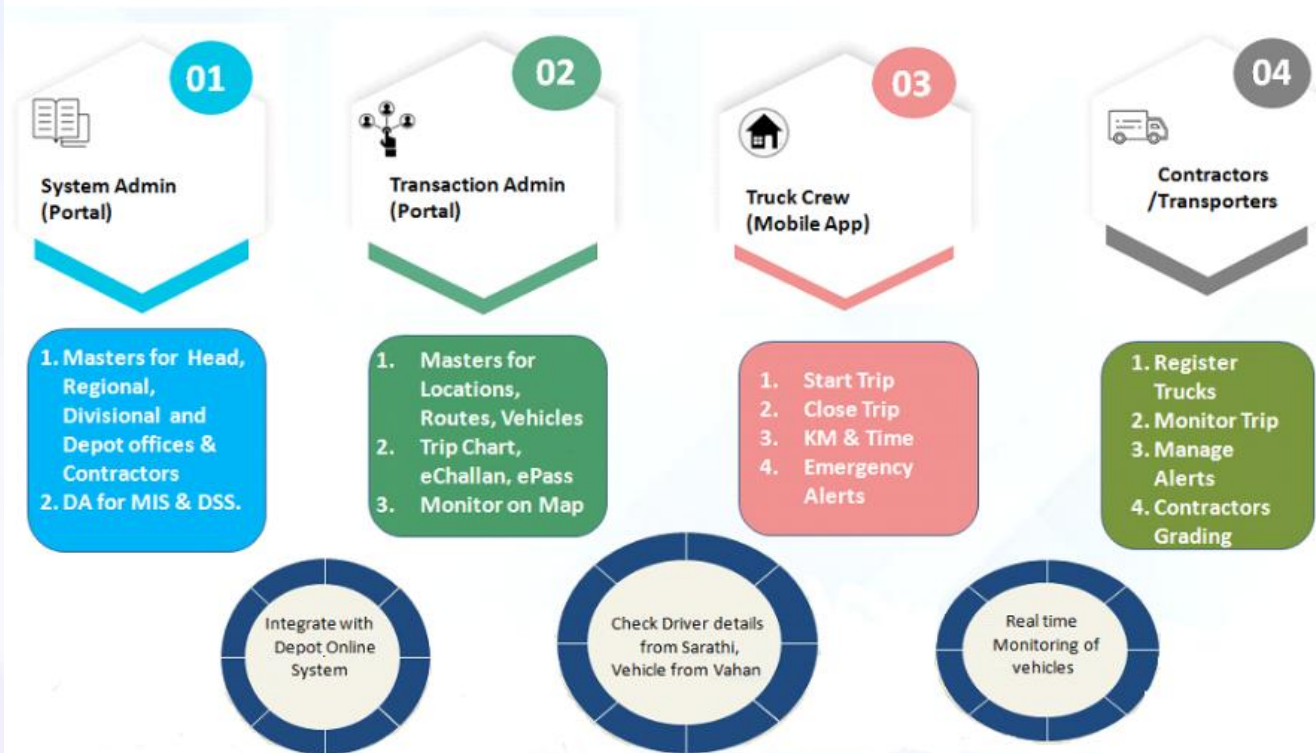 01
System Admin
(Portal)
02
Transaction Admin
(Portal)
03
Truck Crew
(Mobile App)
04
Contractors
/Transporters
1. Masters for Head,
Regional,
Divisional and
Depot offices &
Contractors
2. DA for MIS & DSS.
1. Masters for
Locations,
Routes, Vehicles
2. Trip Chart,
eChallan, ePass
3. Monitor on Map
1. Start Trip
2. Close Trip
3. KM & Time
4. Emergency
Alerts
1. Register
Trucks
2. Monitor Trip
3. Manage
Alerts
4. Contractors
Grading
Integrate with
Depot Online
System
Check Driver details
from Sarathi,
Vehicle from Vahan
Real time
Monitoring of
vehicles